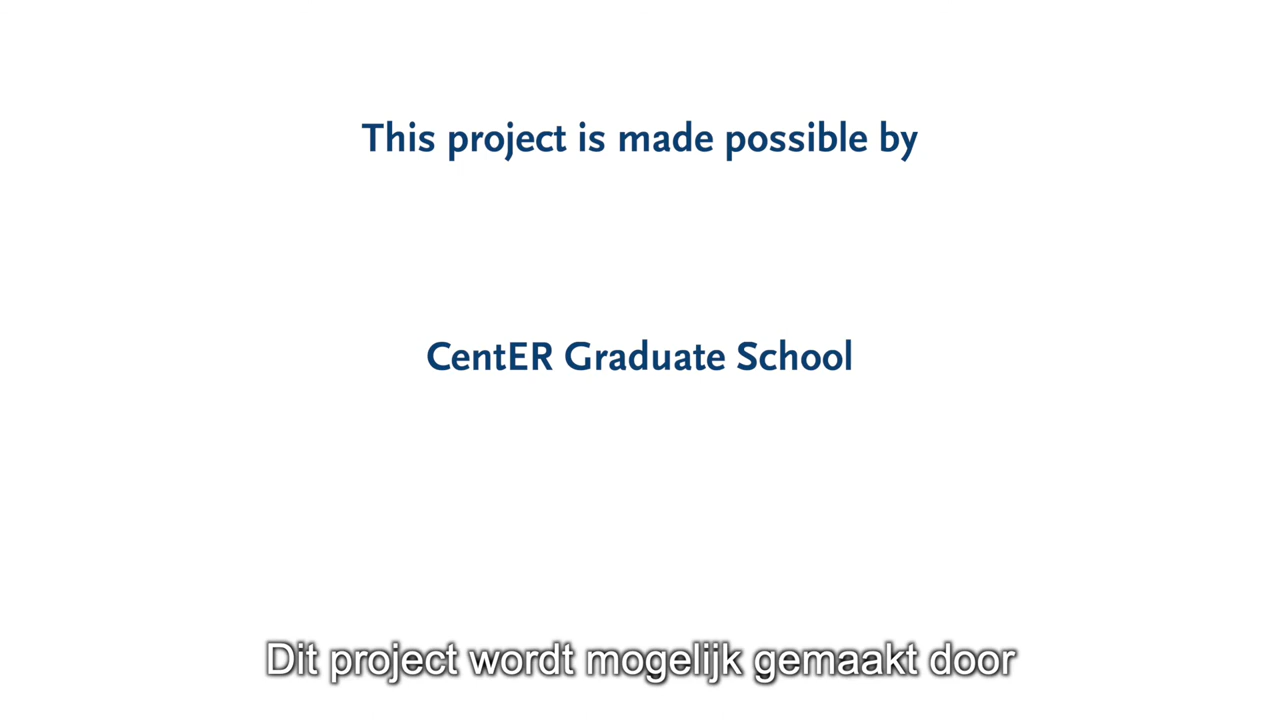 This project is made possible by
CentER Graduate School
Dit project wordt mogelijk gemaakt door